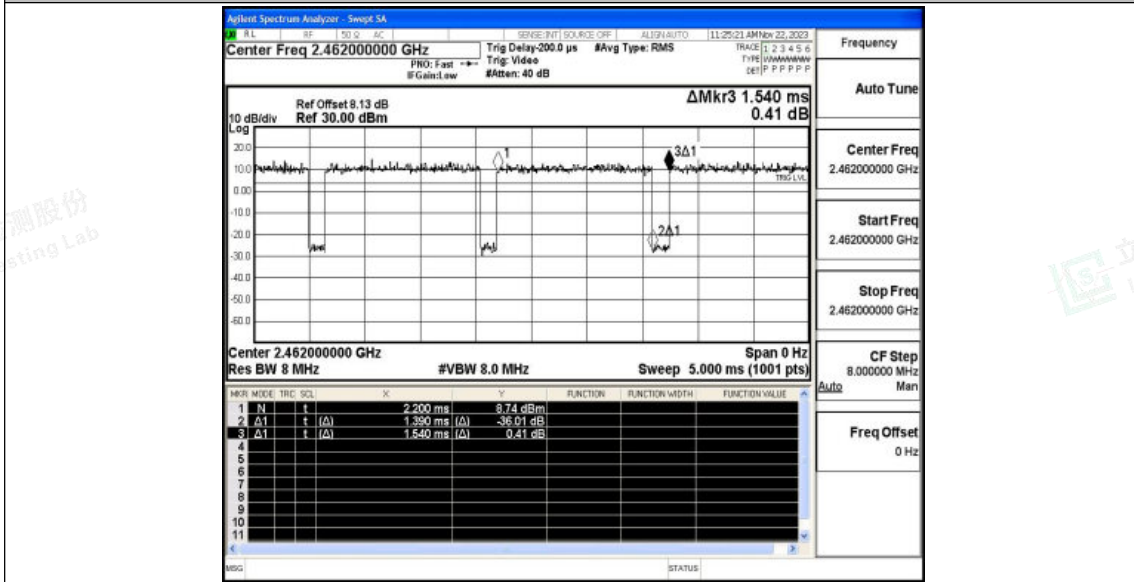 Agilent Spectrum Analyzer - Swept SA
RL RF 50 Ω AC SENSE:INT SOURCE OFF ALIGN AUTO 11:25:21 AM Nov 22, 2023
Center Freq 2.462000000 GHz
PNO: Fast
IFGain:Low
Trig Delay-200.0 µs
Trig: Video
#Atten: 40 dB
#Avg Type: RMS
TRACE 1 2 3 4 5 6
TYPE
DET P P P P P P
ΔMkr3 1.540 ms
0.41 dB
Ref Offset 8.13 dB
10 dB/div Ref 30.00 dBm
Log
20.0
10.0
0.00
-10.0
-20.0
-30.0
-40.0
-50.0
-60.0
1
3Δ1
2Δ1
TRIG LVL
Center 2.462000000 GHz Span 0 Hz
Res BW 8 MHz #VBW 8.0 MHz Sweep 5.000 ms (1001 pts)
MKR MODE TRC SCL X Y FUNCTION FUNCTION WIDTH FUNCTION VALUE
1 N t 2.200 ms 8.74 dBm
2 Δ1 t (Δ) 1.390 ms (Δ) -36.01 dB
3 Δ1 t (Δ) 1.540 ms (Δ) 0.41 dB
4
5
6
7
8
9
10
11
MSG STATUS
Frequency
Auto Tune
Center Freq
2.462000000 GHz
Start Freq
2.462000000 GHz
Stop Freq
2.462000000 GHz
CF Step
8.000000 MHz
Auto Man
Freq Offset
0 Hz
测股份
sting Lab
立